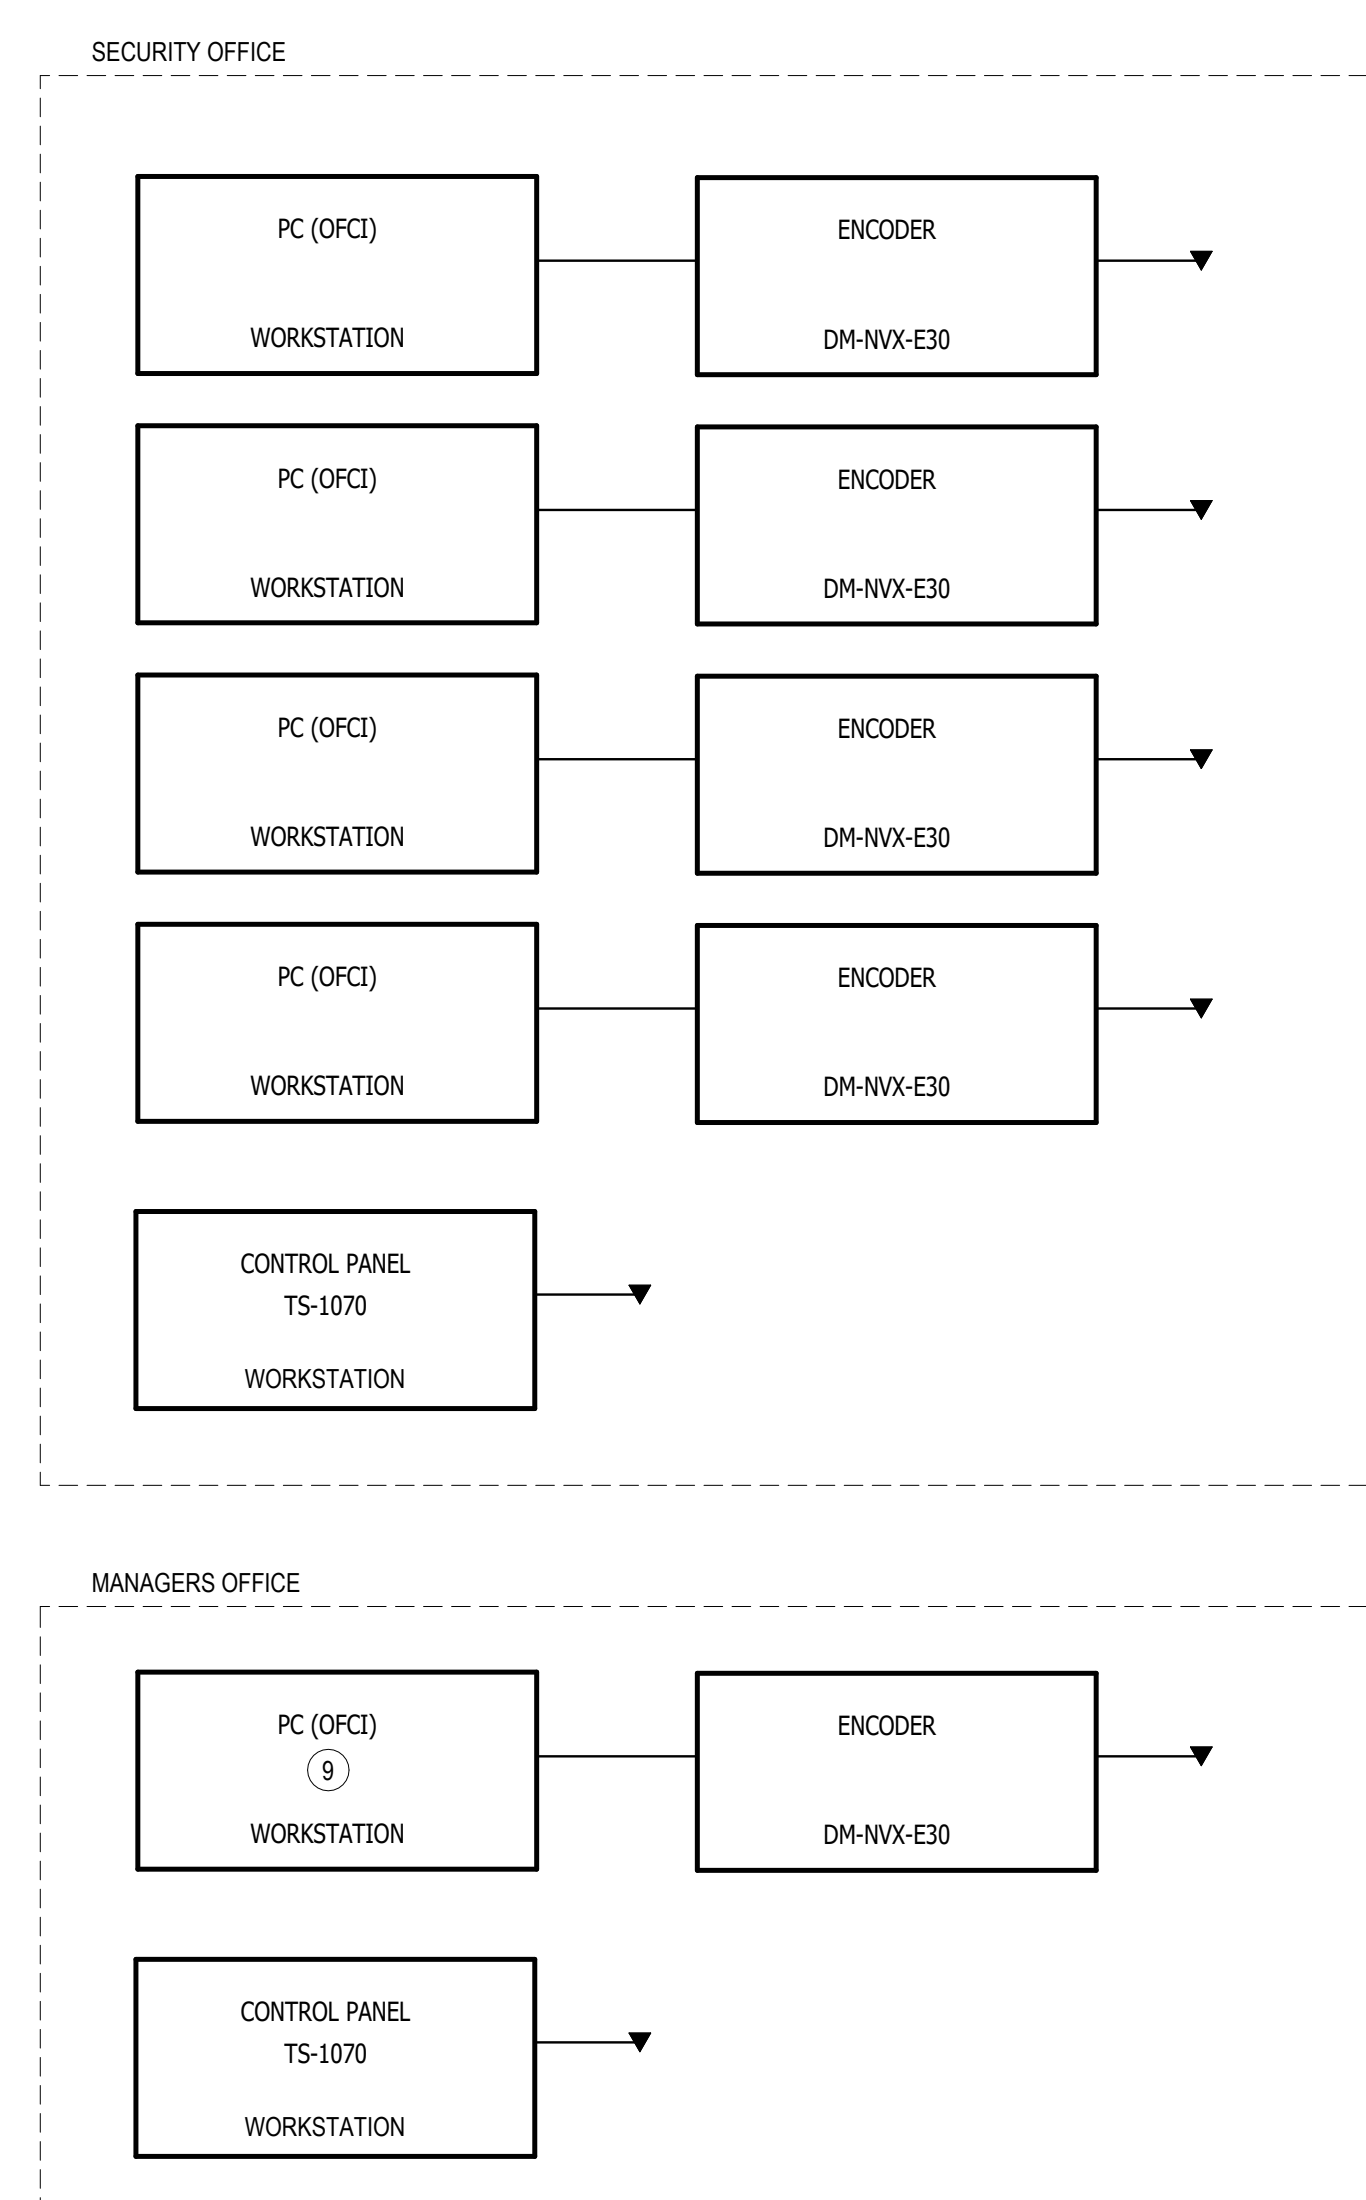 SECURITY OFFICE
PC (OFCI)
WORKSTATION
ENCODER
DM-NVX-E30
PC (OFCI)
WORKSTATION
ENCODER
DM-NVX-E30
PC (OFCI)
WORKSTATION
ENCODER
DM-NVX-E30
PC (OFCI)
WORKSTATION
ENCODER
DM-NVX-E30
CONTROL PANEL
TS-1070
WORKSTATION
MANAGERS OFFICE
PC (OFCI)
9
WORKSTATION
ENCODER
DM-NVX-E30
CONTROL PANEL
TS-1070
WORKSTATION